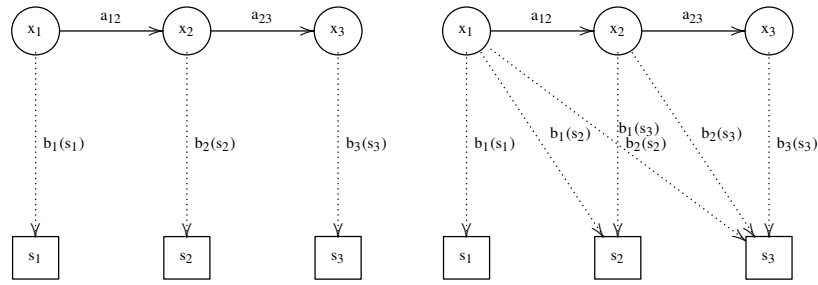 a₁₂ a₂₃ a₁₂ a₂₃
x₁ x₂ x₃ x₁ x₂ x₃
b₁(s₃)
b₁(s₂) b₂(s₃)
b₁(s₁) b₂(s₂) b₃(s₃) b₁(s₁) b₂(s₂) b₃(s₃)
s₁ s₂ s₃ s₁ s₂ s₃